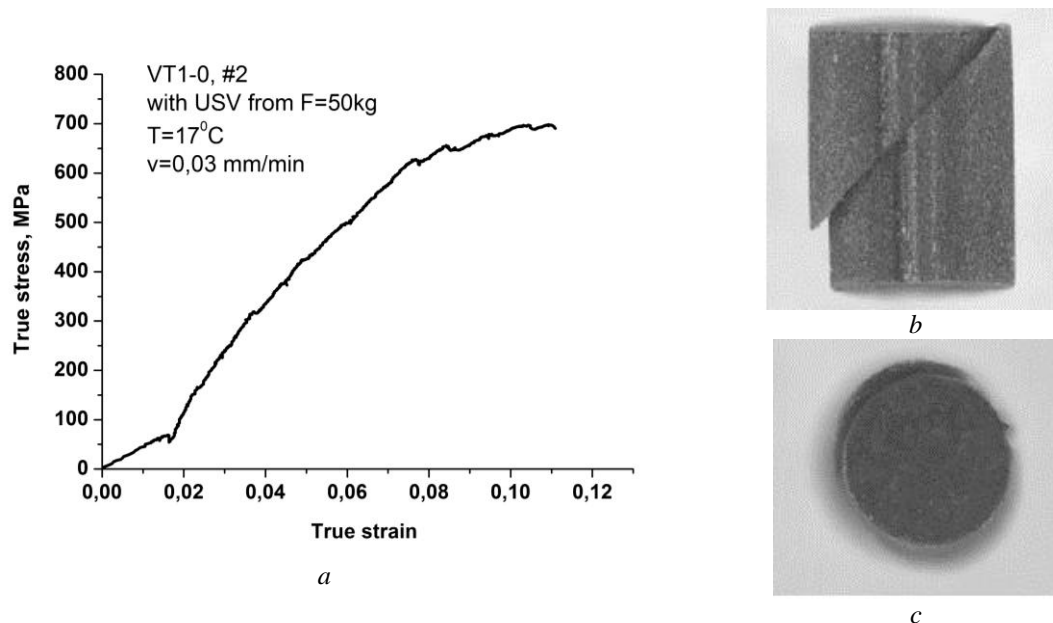 800
700
600
500
400
300
200
100
0
True stress, MPa
VT1-0, #2
with USV from F=50kg
T=17⁰C
v=0,03 mm/min
0,00 0,02 0,04 0,06 0,08 0,10 0,12
True strain
a
b
c